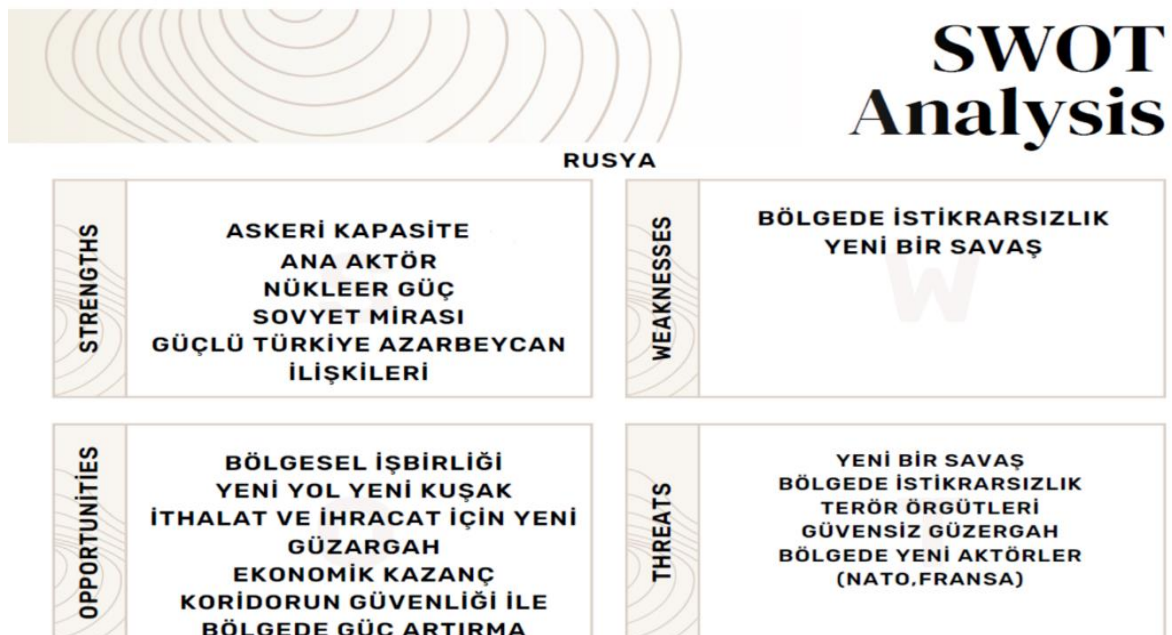 SWOT
Analysis
RUSYA
STRENGTHS
ASKERİ KAPASİTE
ANA AKTÖR
NÜKLEER GÜÇ
SOVYET MİRASI
GÜÇLÜ TÜRKİYE AZARBEYCAN
İLİŞKİLERİ
WEAKNESSES
BÖLGEDE İSTİKRARSIZLIK
YENİ BİR SAVAŞ
W
OPPORTUNİTİES
BÖLGESEL İŞBİRLİĞİ
YENİ YOL YENİ KUŞAK
İTHALAT VE İHRACAT İÇİN YENİ
GÜZARGAH
EKONOMİK KAZANÇ
KORİDORUN GÜVENLİĞİ İLE
BÖLGEDE GÜÇ ARTIRMA
THREATS
YENİ BİR SAVAŞ
BÖLGEDE İSTİKRARSIZLIK
TERÖR ÖRGÜTLERİ
GÜVENSİZ GÜZERGAH
BÖLGEDE YENİ AKTÖRLER
(NATO,FRANSA)